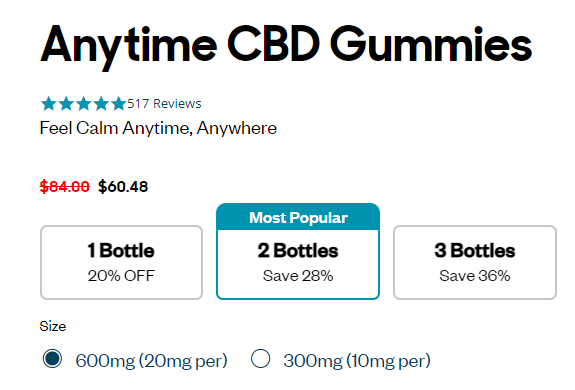 Anytime CBD Gummies
517 Reviews
Feel Calm Anytime, Anywhere
$84.00 $60.48
Most Popular
1 Bottle
20% OFF
2 Bottles
Save 28%
3 Bottles
Save 36%
Size
600mg (20mg per) 300mg (10mg per)